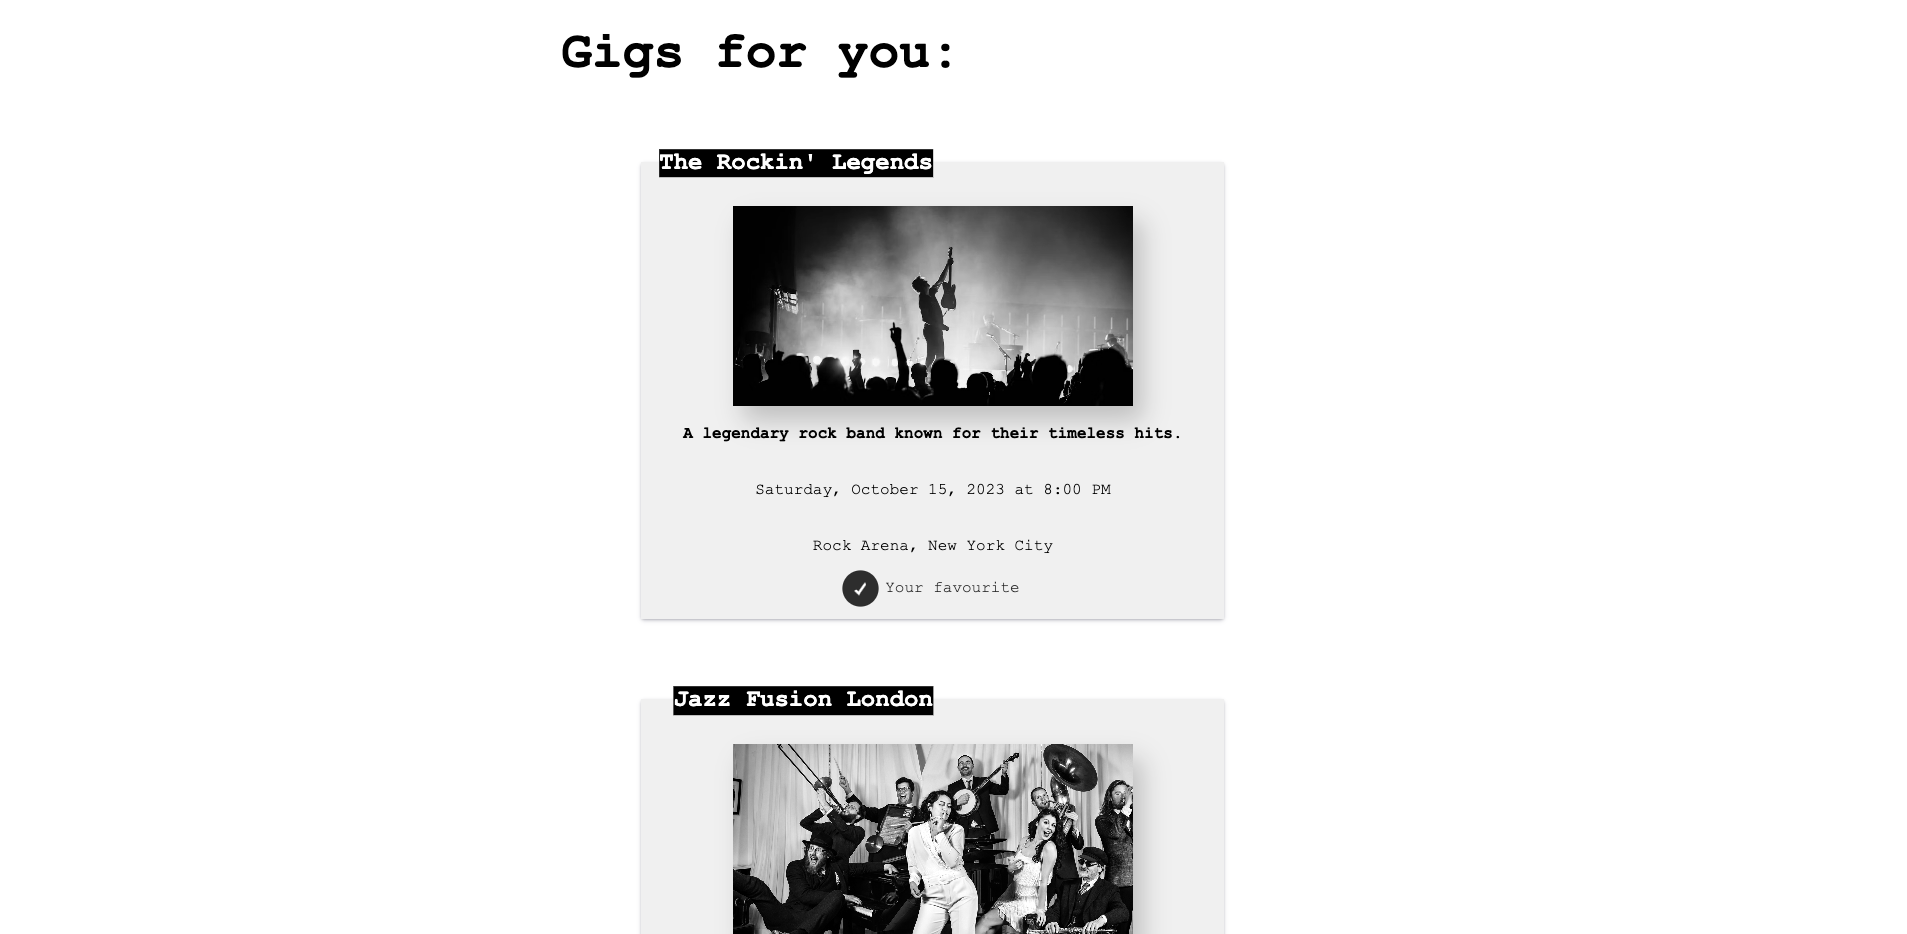 Gigs for you:
The Rockin' Legends
A legendary rock band known for their timeless hits.
Saturday, October 15, 2023 at 8:00 PM
Rock Arena, New York City
Your favourite
Jazz Fusion London